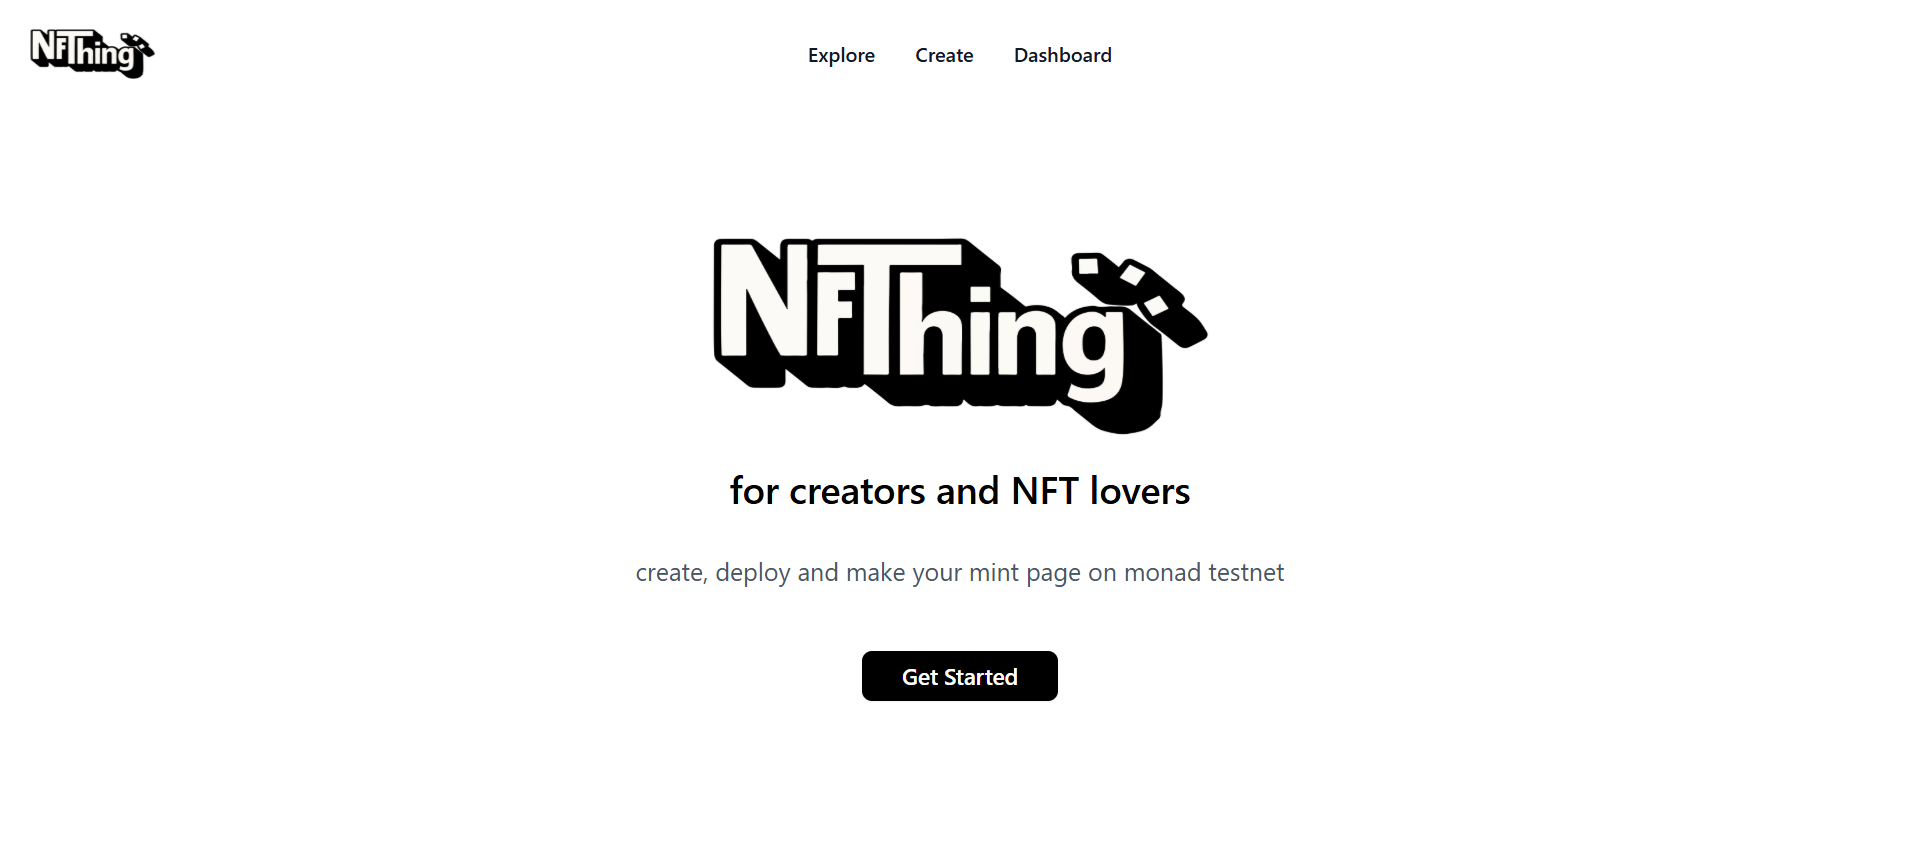 NFThing
Explore
Create
Dashboard
NFThing
for creators and NFT lovers
create, deploy and make your mint page on monad testnet
Get Started